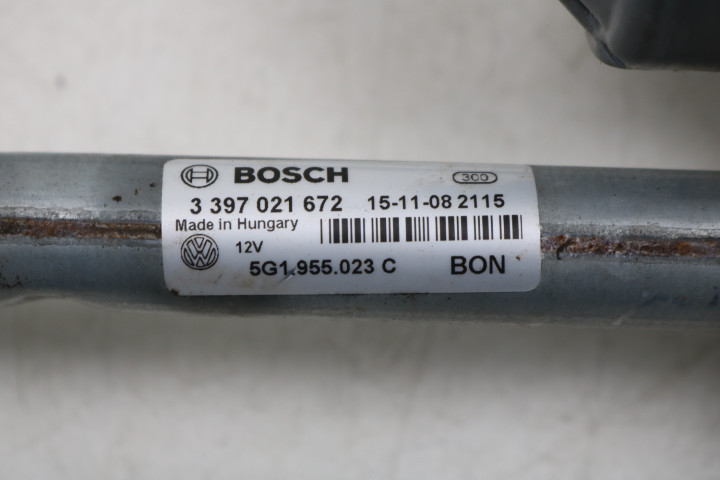 BOSCH 300
3 397 021 672 15-11-08 2115
Made in Hungary
12V
5G1.955.023 C BON